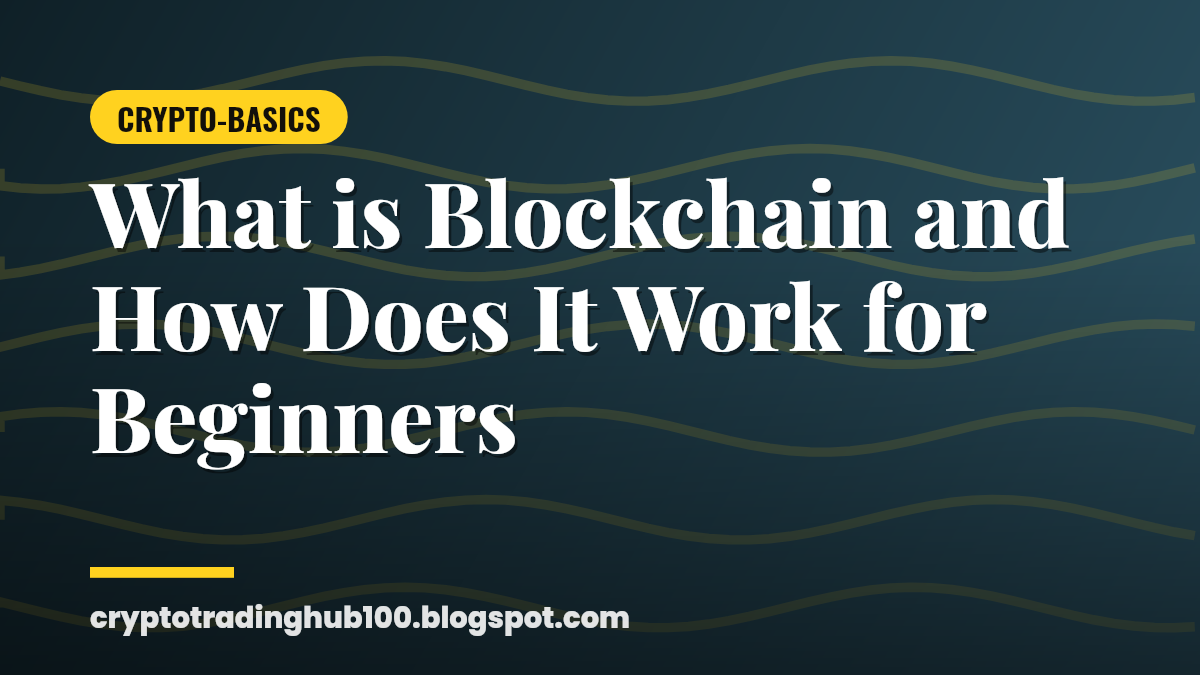 CRYPTO-BASICS
What is Blockchain and
How Does It Work for
Beginners
cryptotradinghub100.blogspot.com